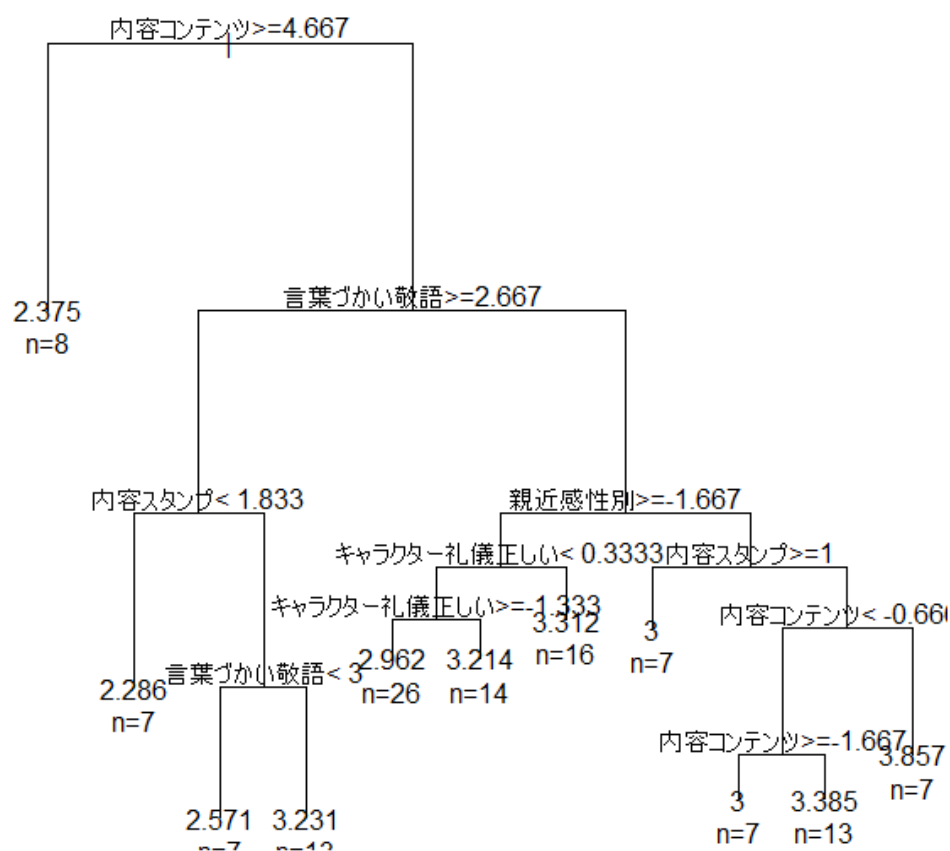 内容コンテンツ>=4.667
2.375
n=8
言葉づかい敬語>=2.667
内容スタンプ< 1.833
親近感性別>=-1.667
キャラクター礼儀正しい< 0.3333
内容スタンプ>=1
キャラクター礼儀正しい>=-1.333
3.312
n=16
3
n=7
内容コンテンツ< -0.666
2.962
n=26
3.214
n=14
2.286
n=7
言葉づかい敬語< 3
内容コンテンツ>=-1.667
3.857
n=7
3
n=7
3.385
n=13
2.571
n=7
3.231
n=13